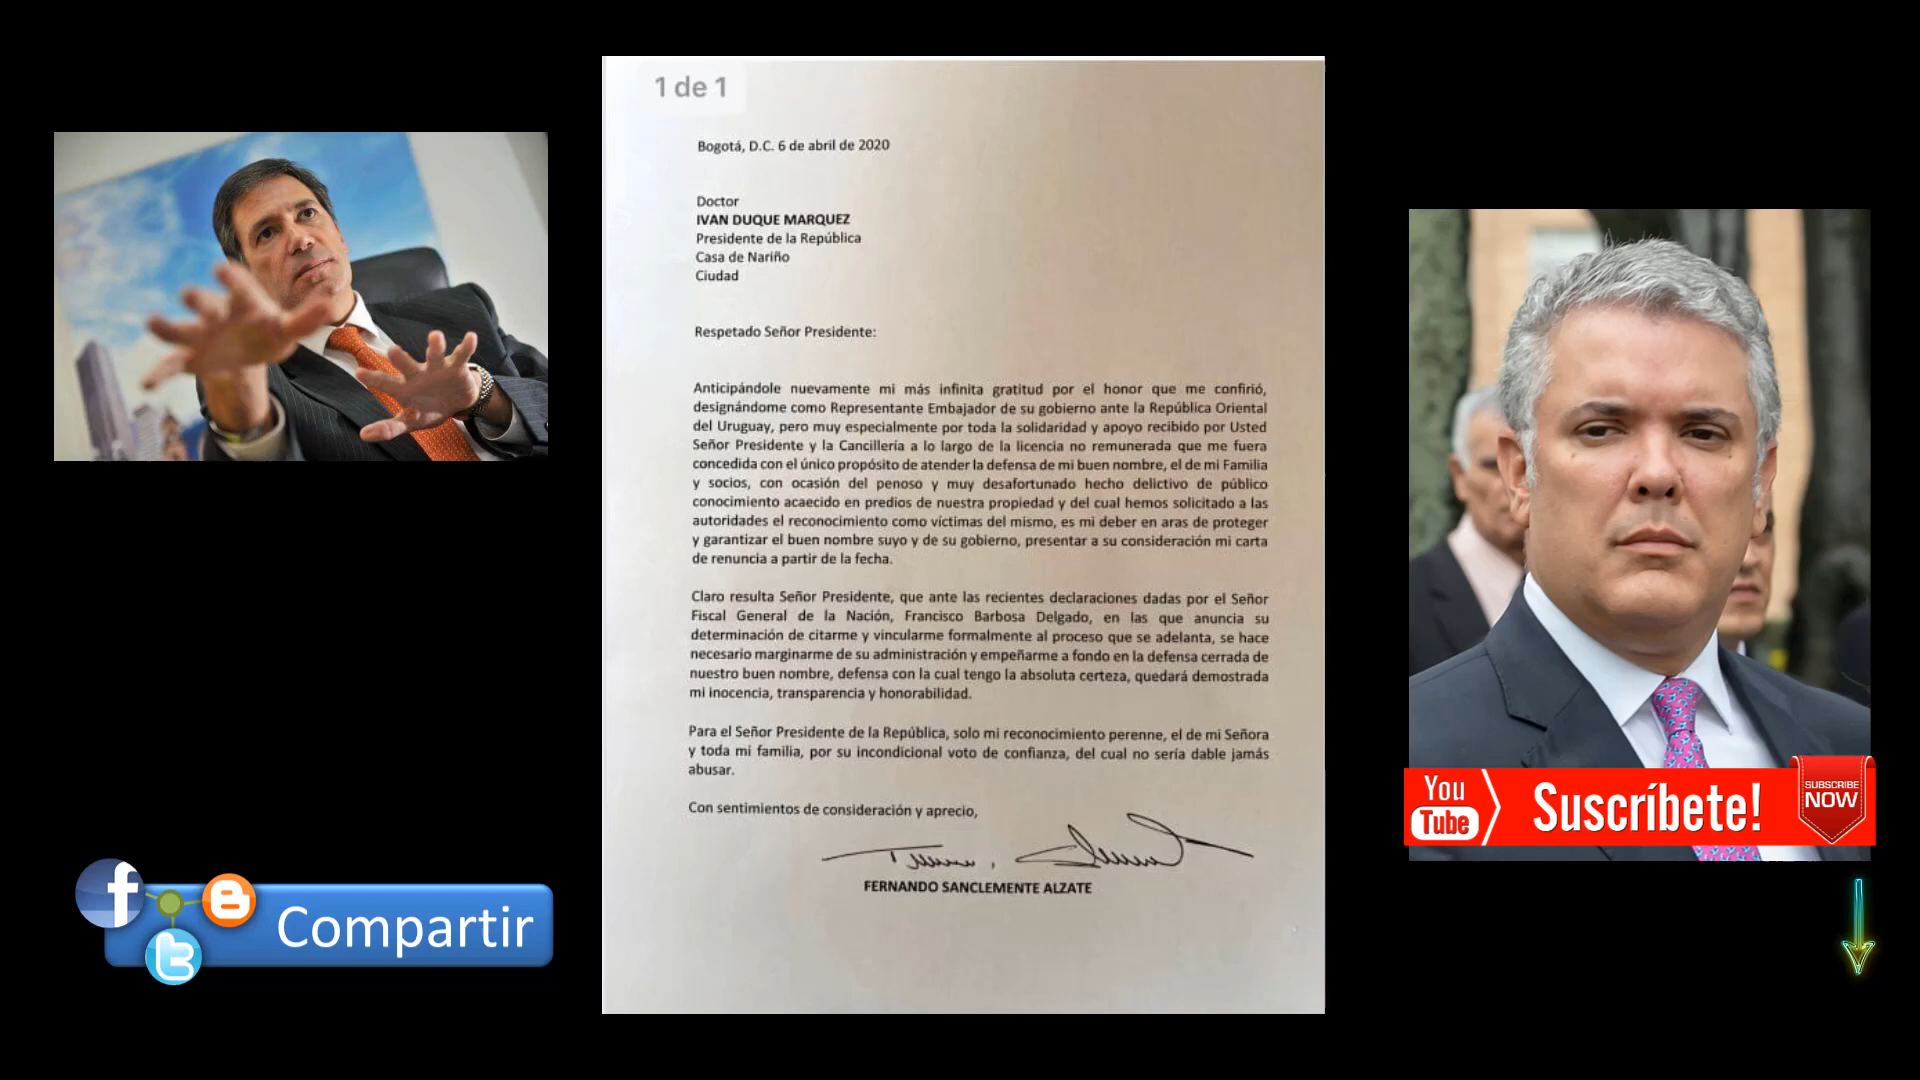 1 de 1
Bogotá, D.C. 6 de abril de 2020
Doctor
IVAN DUQUE MARQUEZ
Presidente de la República
Casa de Nariño
Ciudad
Respetado Señor Presidente:
Anticipándole nuevamente mi más infinita gratitud por el honor que me confirió,
designándome como Representante Embajador de su gobierno ante la República Oriental
del Uruguay, pero muy especialmente por toda la solidaridad y apoyo recibido por Usted
Señor Presidente y la Cancillería a lo largo de la licencia no remunerada que me fuera
concedida con el único propósito de atender la defensa de mi buen nombre, el de mi Familia
y socios, con ocasión del penoso y muy desafortunado hecho delictivo de público
conocimiento acaecido en predios de nuestra propiedad y del cual hemos solicitado a las
autoridades el reconocimiento como víctimas del mismo, es mi deber en aras de proteger
y garantizar el buen nombre suyo y de su gobierno, presentar a su consideración mi carta
de renuncia a partir de la fecha.
Claro resulta Señor Presidente, que ante las recientes declaraciones dadas por el Señor
Fiscal General de la Nación, Francisco Barbosa Delgado, en las que anuncia su
determinación de citarme y vincularme formalmente al proceso que se adelanta, se hace
necesario marginarme de su administración y empeñarme a fondo en la defensa cerrada de
nuestro buen nombre, defensa con la cual tengo la absoluta certeza, quedará demostrada
mi inocencia, transparencia y honorabilidad.
Para el Señor Presidente de la República, solo mi reconocimiento perenne, el de mi Señora
y toda mi familia, por su incondicional voto de confianza, del cual no sería dable jamás
abusar.
Con sentimientos de consideración y aprecio,
FERNANDO SANCLEMENTE ALZATE
Compartir
You
Tube
Suscríbete!
SUBSCRIBE
NOW